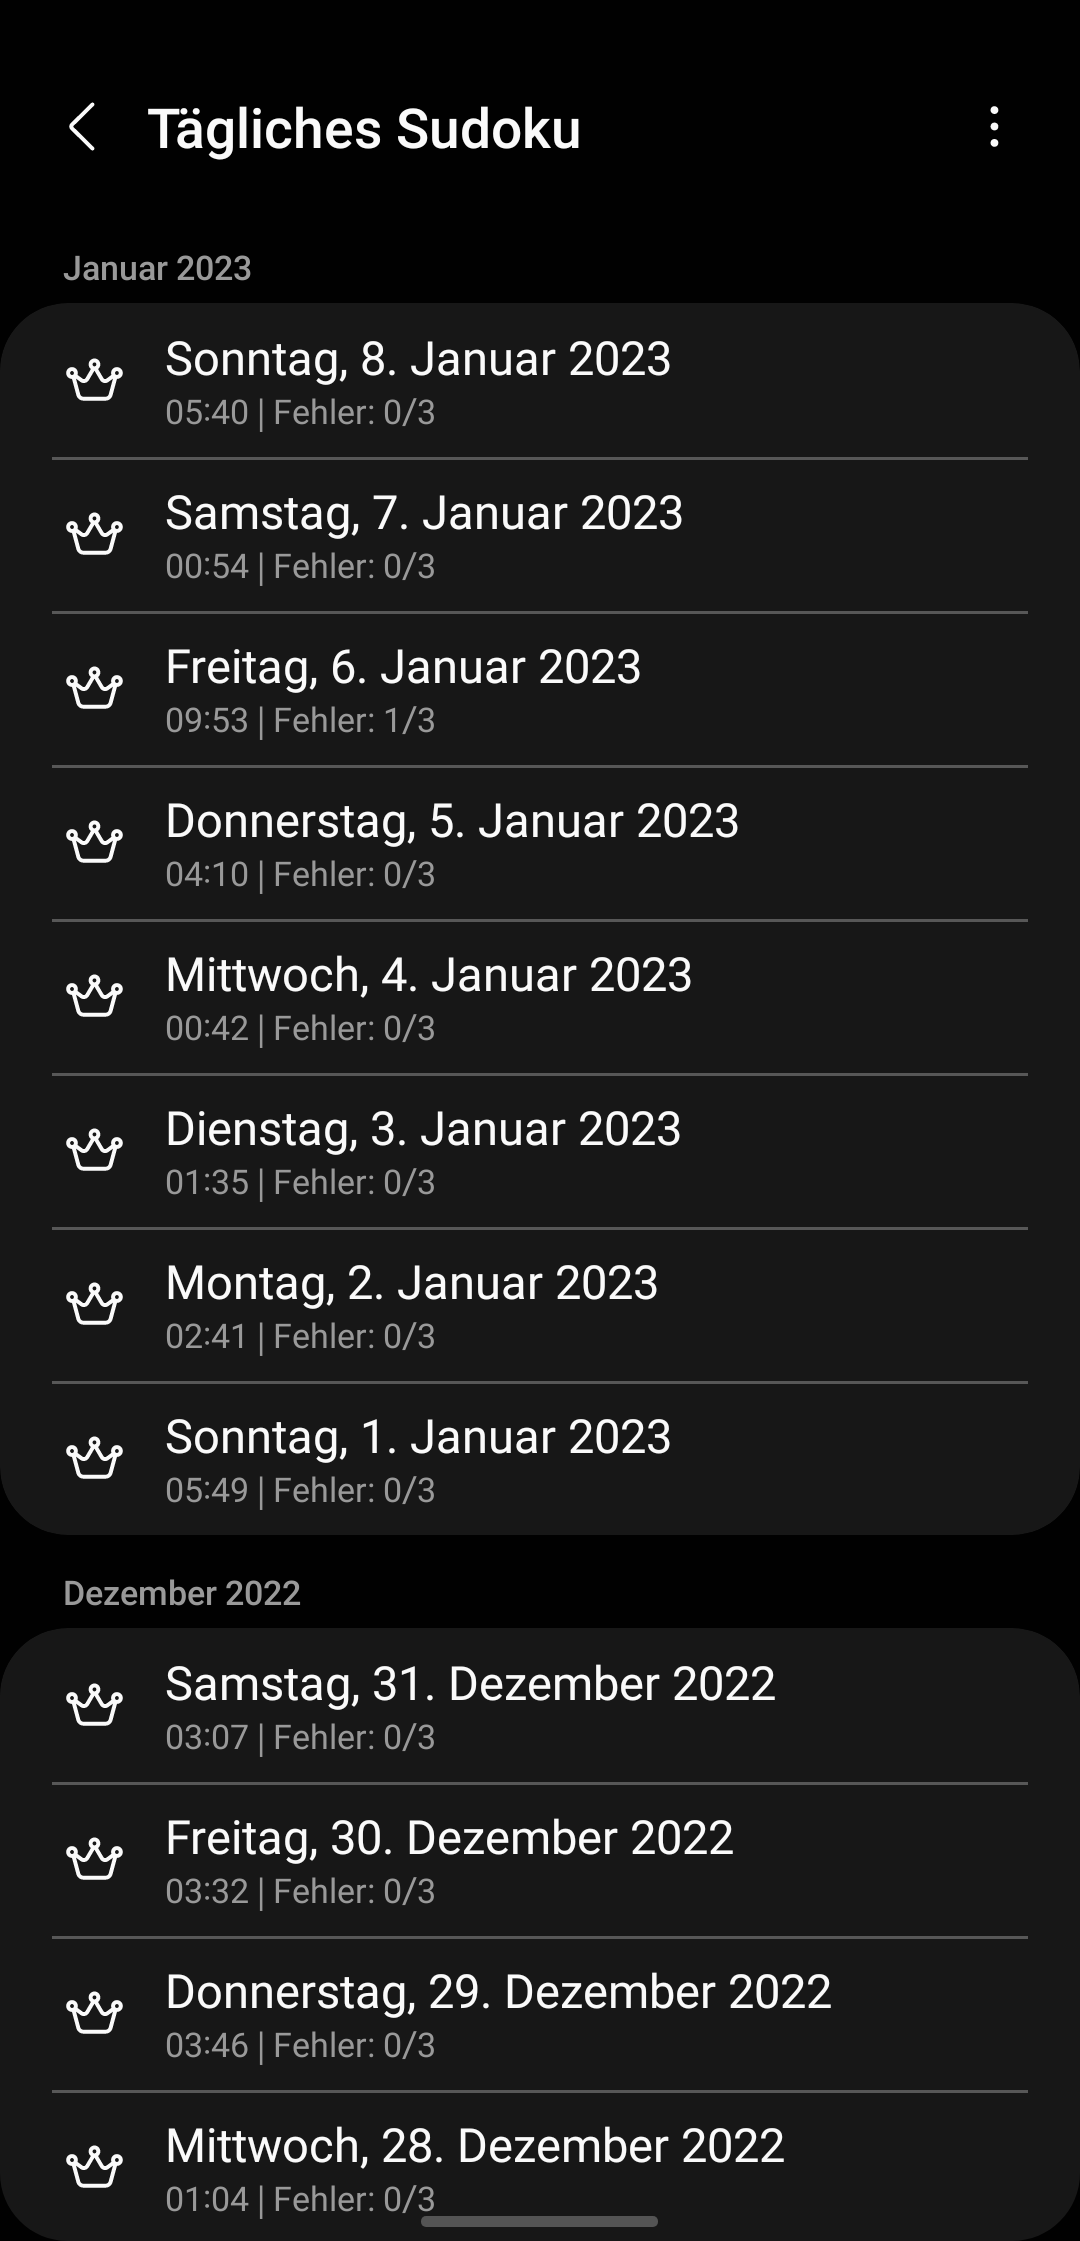 Tägliches Sudoku
Januar 2023
Sonntag, 8. Januar 2023
05:40 | Fehler: 0/3
Samstag, 7. Januar 2023
00:54 | Fehler: 0/3
Freitag, 6. Januar 2023
09:53 | Fehler: 1/3
Donnerstag, 5. Januar 2023
04:10 | Fehler: 0/3
Mittwoch, 4. Januar 2023
00:42 | Fehler: 0/3
Dienstag, 3. Januar 2023
01:35 | Fehler: 0/3
Montag, 2. Januar 2023
02:41 | Fehler: 0/3
Sonntag, 1. Januar 2023
05:49 | Fehler: 0/3
Dezember 2022
Samstag, 31. Dezember 2022
03:07 | Fehler: 0/3
Freitag, 30. Dezember 2022
03:32 | Fehler: 0/3
Donnerstag, 29. Dezember 2022
03:46 | Fehler: 0/3
Mittwoch, 28. Dezember 2022
01:04 | Fehler: 0/3